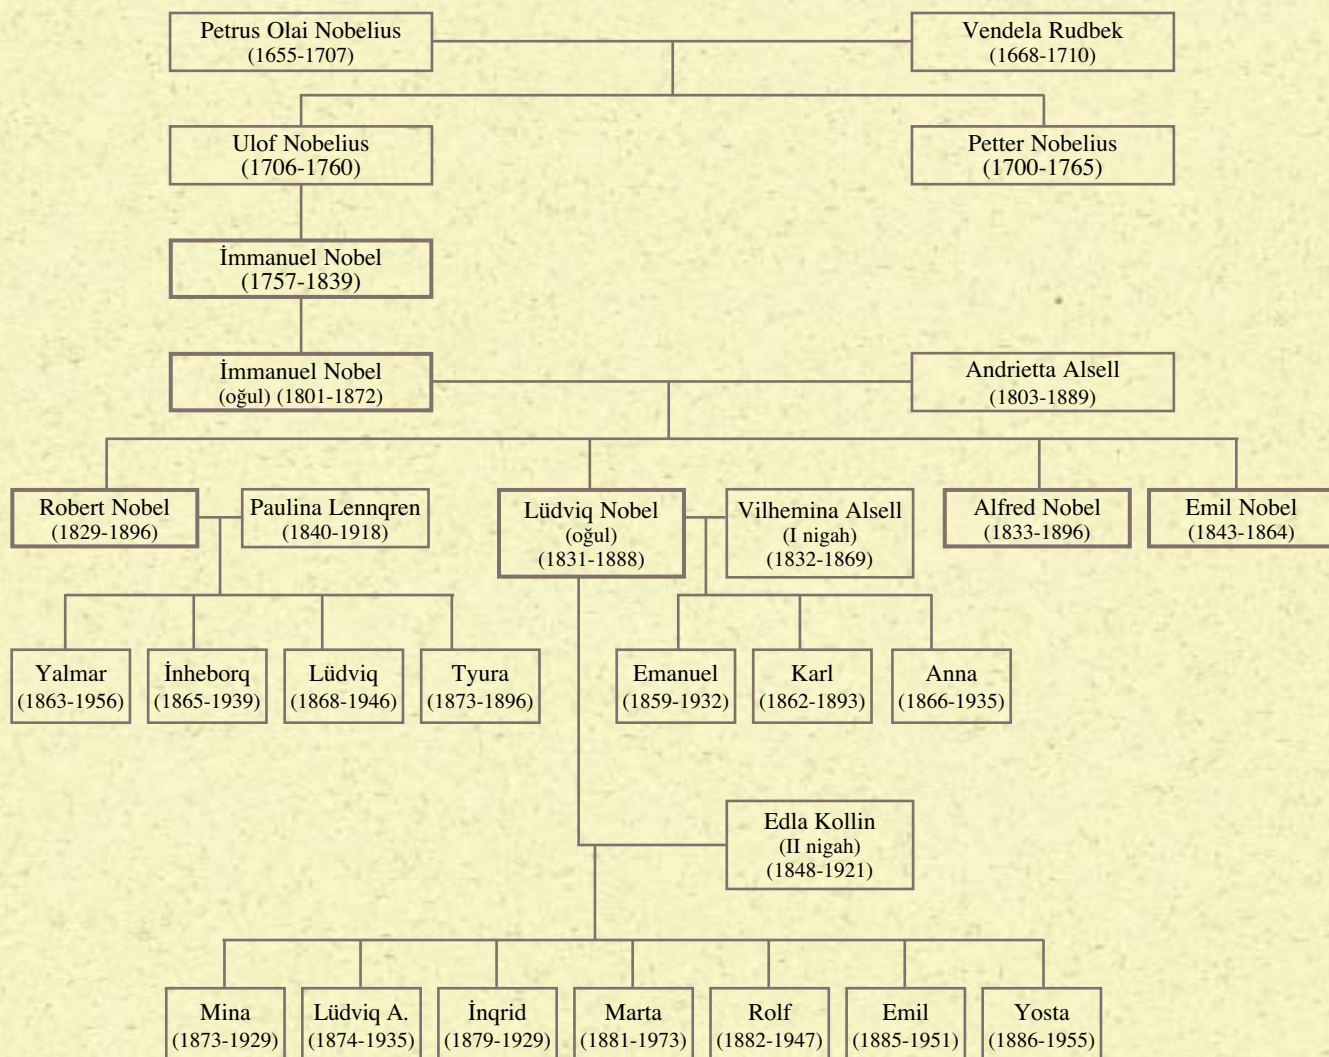 Petrus Olai Nobelius
(1655-1707)
Vendela Rudbek
(1668-1710)
Ulof Nobelius
(1706-1760)
Petter Nobelius
(1700-1765)
İmmanuel Nobel
(1757-1839)
İmmanuel Nobel
(oğul) (1801-1872)
Andrietta Alsell
(1803-1889)
Robert Nobel
(1829-1896)
Paulina Lennqren
(1840-1918)
Lüdviq Nobel
(oğul)
(1831-1888)
Vilhemina Alsell
(I nigah)
(1832-1869)
Alfred Nobel
(1833-1896)
Emil Nobel
(1843-1864)
Yalmar
(1863-1956)
İnheborq
(1865-1939)
Lüdviq
(1868-1946)
Tyura
(1873-1896)
Emanuel
(1859-1932)
Karl
(1862-1893)
Anna
(1866-1935)
Edla Kollin
(II nigah)
(1848-1921)
Mina
(1873-1929)
Lüdviq A.
(1874-1935)
İnqrid
(1879-1929)
Marta
(1881-1973)
Rolf
(1882-1947)
Emil
(1885-1951)
Yosta
(1886-1955)